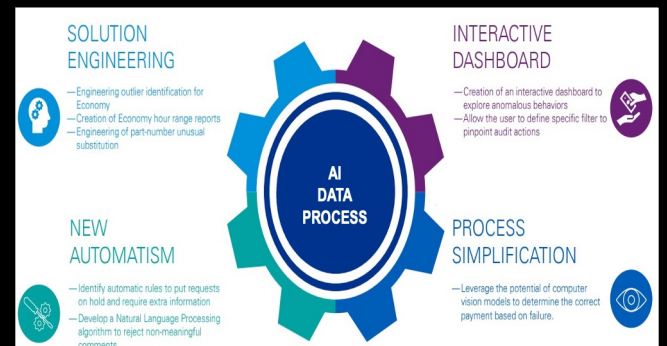 SOLUTION
ENGINEERING
— Engineering outlier identification for
Economy
— Creation of Economy hour range reports
— Engineering of part-number unusual
substitution
INTERACTIVE
DASHBOARD
— Creation of an interactive dashboard to
explore anomalous behaviors
— Allow the user to define specific filter to
pinpoint audit actions
AI
DATA
PROCESS
NEW
AUTOMATISM
— Identify automatic rules to put requests
on hold and require extra information
— Develop a Natural Language Processing
algorithm to reject non-meaningful
comments
PROCESS
SIMPLIFICATION
— Leverage the potential of computer
vision models to determine the correct
payment based on failure.